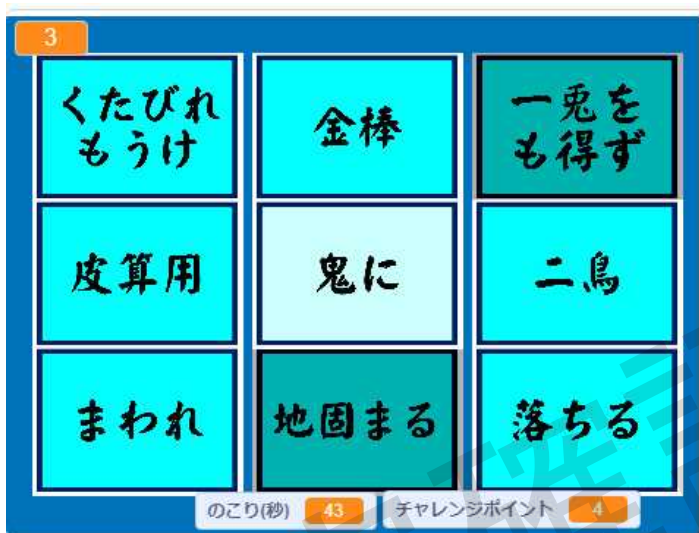 3
くたびれ
もうけ
金棒
一兎を
も得ず
皮算用
鬼に
二鳥
まわれ
地固まる
落ちる
のこり(秒) 43
チャレンジポイント 4